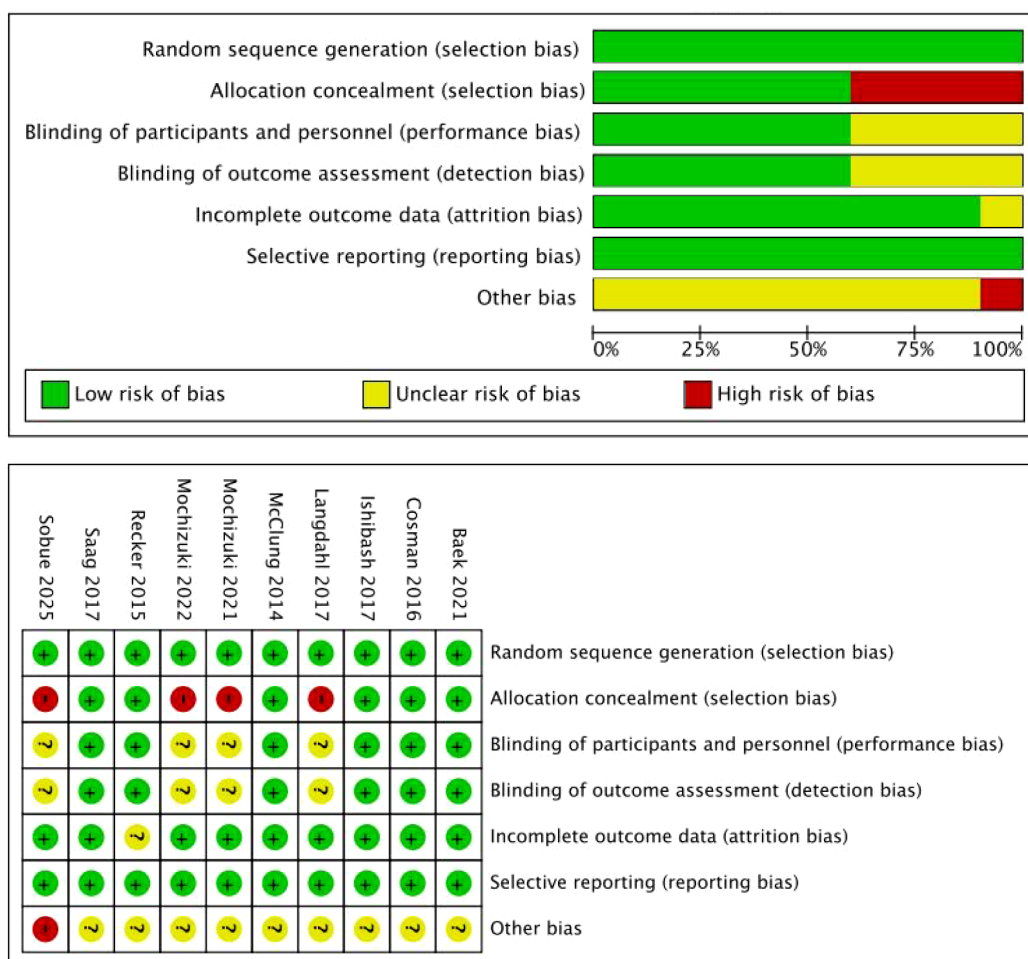 Random sequence generation (selection bias)
Allocation concealment (selection bias)
Blinding of participants and personnel (performance bias)
Blinding of outcome assessment (detection bias)
Incomplete outcome data (attrition bias)
Selective reporting (reporting bias)
Other bias
0% 25% 50% 75% 100%
Low risk of bias Unclear risk of bias High risk of bias
Sobue 2025
Saag 2017
Recker 2015
Mochizuki 2022
Mochizuki 2021
McClung 2014
Langdahl 2017
Ishibash 2017
Cosman 2016
Baek 2021
+ + + + + + + + + + Random sequence generation (selection bias)
- + + - - + - + + + Allocation concealment (selection bias)
? + + ? ? + ? + + + Blinding of participants and personnel (performance bias)
? + + ? ? + ? + + + Blinding of outcome assessment (detection bias)
+ + ? + + + + + + + Incomplete outcome data (attrition bias)
+ + + + + + + + + + Selective reporting (reporting bias)
- ? ? ? ? ? ? ? ? ? Other bias